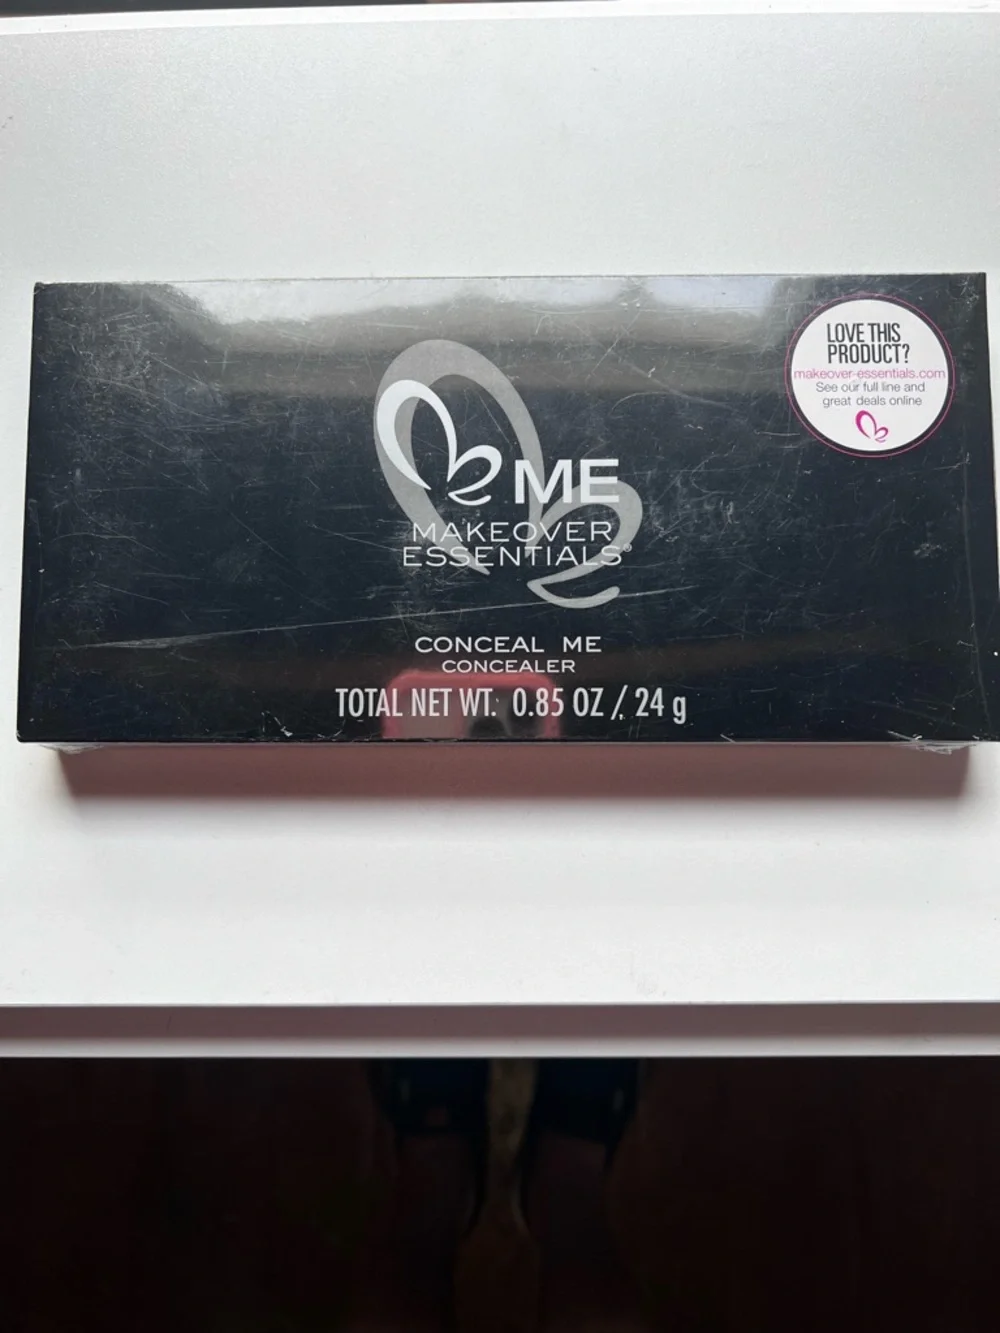 LOVE THIS
PRODUCT?
makeover-essentials.com
See our full line and
great deals online
ME
MAKEOVER
ESSENTIALS®
CONCEAL ME
CONCEALER
TOTAL NET WT. 0.85 OZ / 24 g